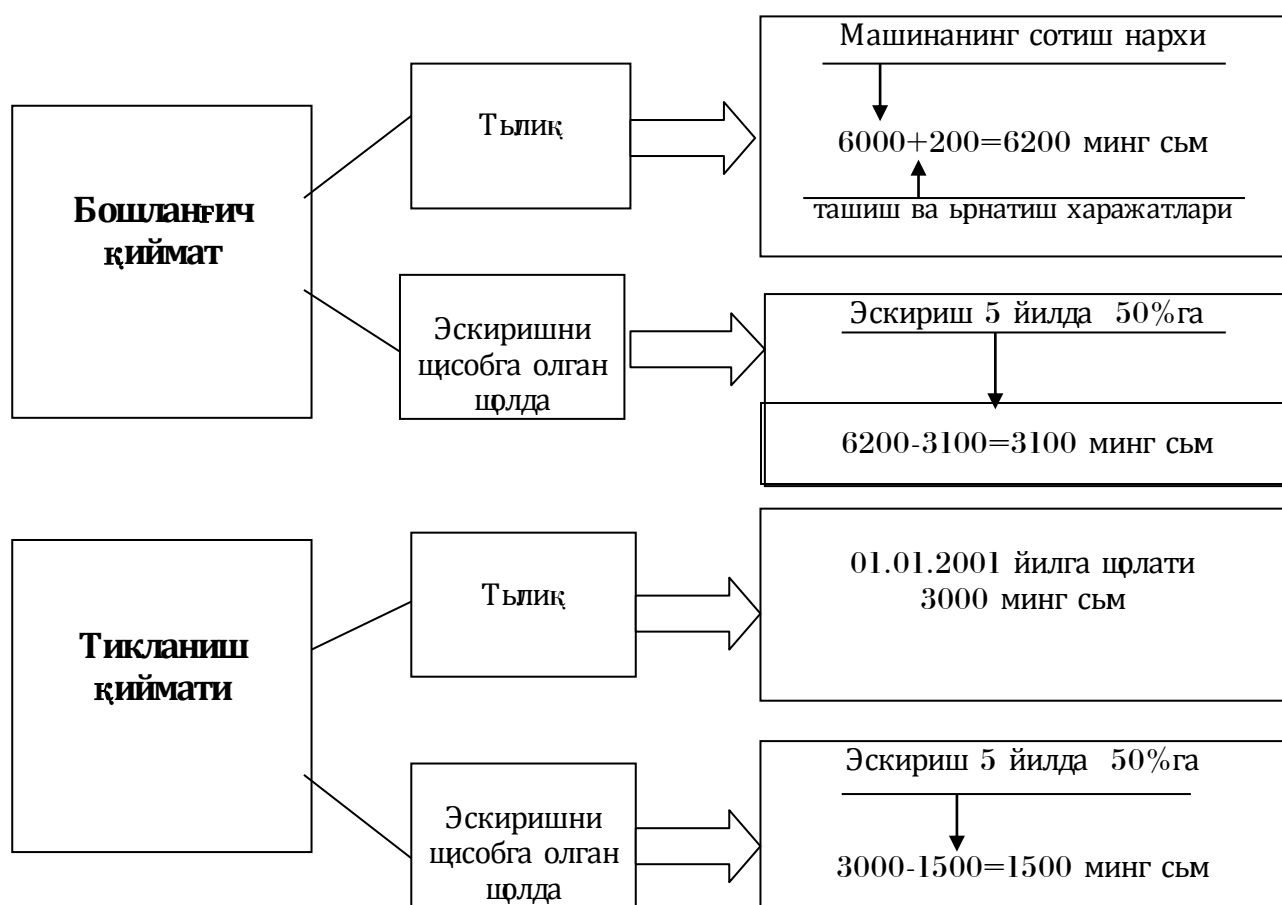 Машинанинг сотиш нархи
Тьлиқ
6000+200=6200 минг сьм
Бошланғич
қиймат
ташиш ва ьрнатиш харажатлари
Эскиришни
щисобга олган
щолда
Эскириш 5 йилда 50%га
6200-3100=3100 минг сьм
Тикланиш
қиймати
Тьлиқ
01.01.2001 йилга щолати
3000 минг сьм
Эскиришни
щисобга олган
щолда
Эскириш 5 йилда 50%га
3000-1500=1500 минг сьм